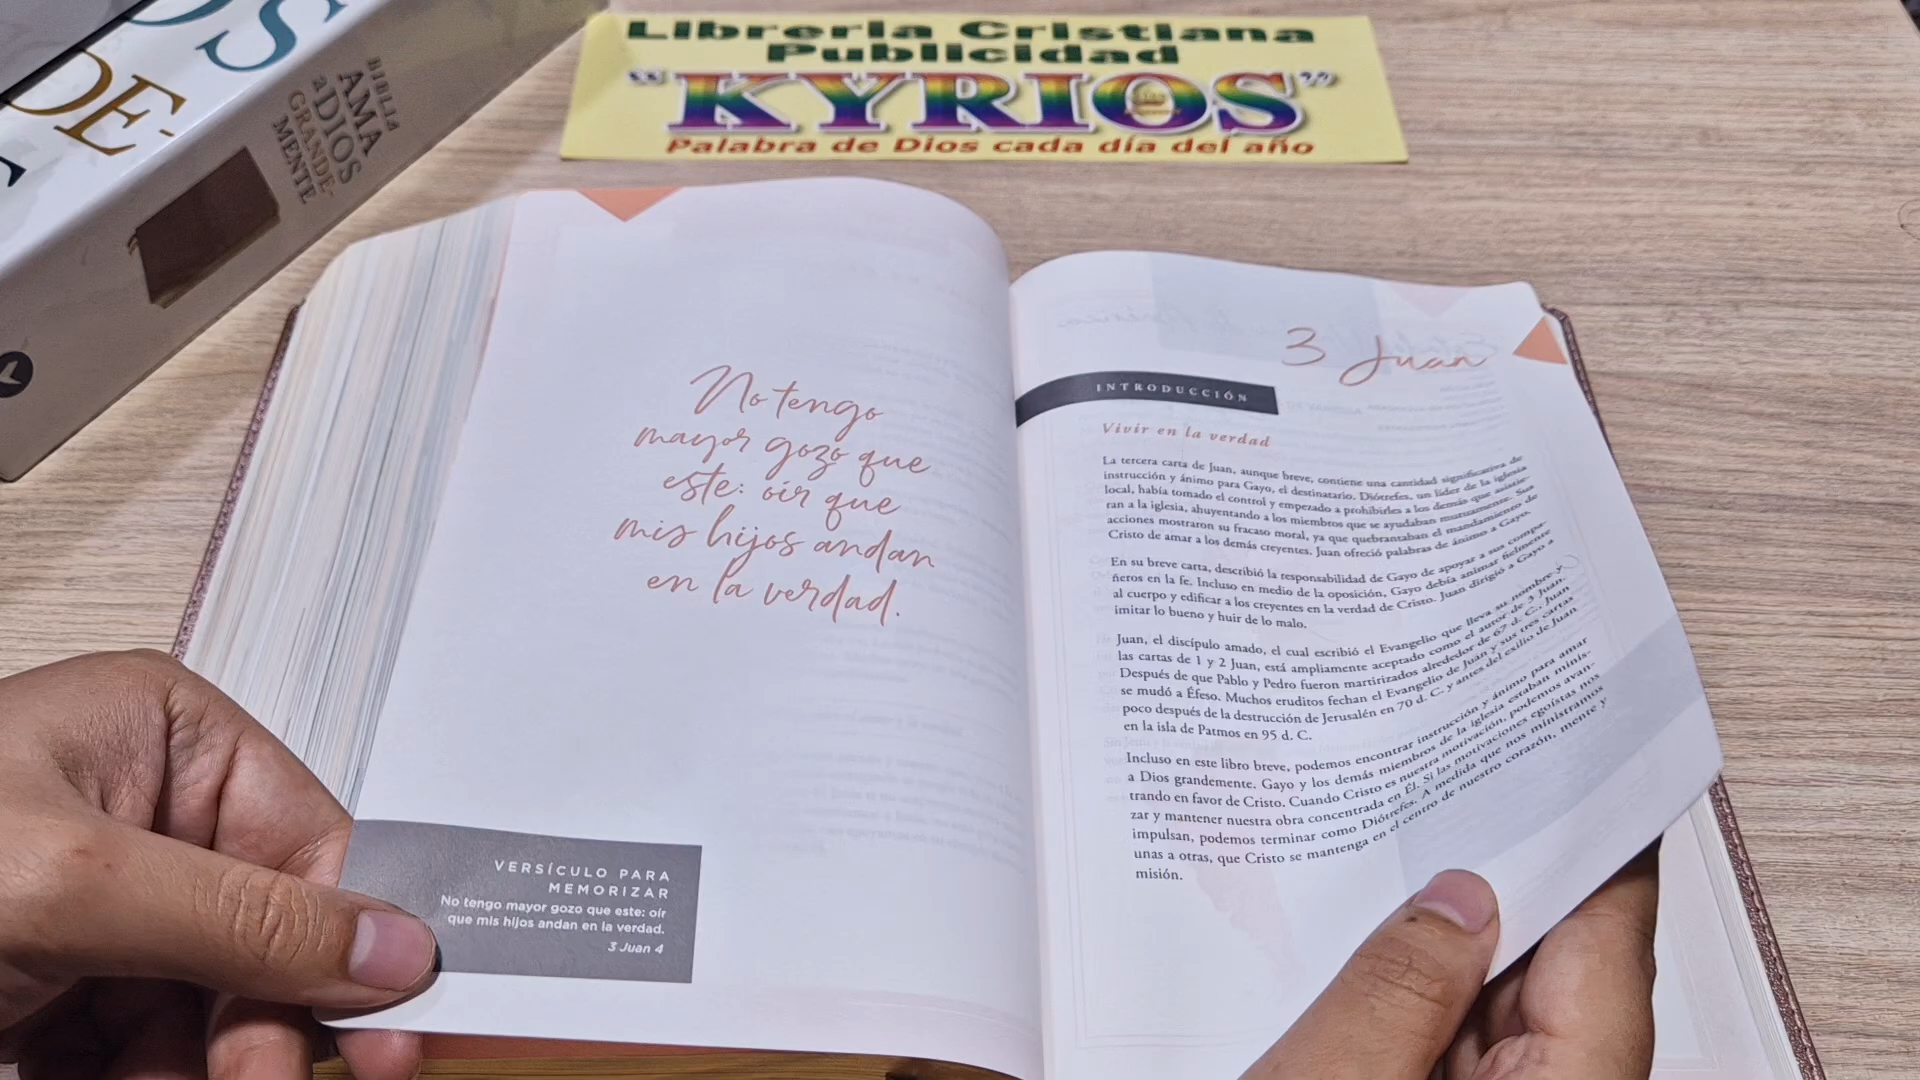 Librería Cristiana
Publicidad
"KYRIOS"
Palabra de Dios cada día del año
BIBLIA
AMA
a DIOS
GRANDE-
MENTE
OS
DE-
No tengo
mayor gozo que
este: oír que
mis hijos andan
en la verdad.
VERSÍCULO PARA
MEMORIZAR
No tengo mayor gozo que este: oír
que mis hijos andan en la verdad.
3 Juan 4
3 Juan
INTRODUCCIÓN
Vivir en la verdad
La tercera carta de Juan, aunque breve, contiene una cantidad significativa de
instrucción y ánimo para Gayo, el destinatario. Diótrefes, un líder de la iglesia
local, había tomado el control y empezado a prohibirles a los demás que asistie-
ran a la iglesia, ahuyentando a los miembros que se ayudaban mutuamente. Sus
acciones mostraron su fracaso moral, ya que quebrantaban el mandamiento de
Cristo de amar a los demás creyentes. Juan ofreció palabras de ánimo a Gayo.
En su breve carta, describió la responsabilidad de Gayo de apoyar a sus compa-
ñeros en la fe. Incluso en medio de la oposición, Gayo debía animar fielmente
al cuerpo y edificar a los creyentes en la verdad de Cristo. Juan dirigió a Gayo a
imitar lo bueno y huir de lo malo.
Juan, el discípulo amado, el cual escribió el Evangelio que lleva su nombre y
las cartas de 1 y 2 Juan, está ampliamente aceptado como el autor de 3 Juan.
Después de que Pablo y Pedro fueron martirizados alrededor de 67 d. C., Juan
se mudó a Éfeso. Muchos eruditos fechan el Evangelio de Juan y sus tres cartas
poco después de la destrucción de Jerusalén en 70 d. C. y antes del exilio de Juan
en la isla de Patmos en 95 d. C.
Incluso en este libro breve, podemos encontrar instrucción y ánimo para amar
a Dios grandemente. Gayo y los demás miembros de la iglesia estaban minis-
trando en favor de Cristo. Cuando Cristo es nuestra motivación, podemos avan-
zar y mantener nuestra obra concentrada en Él. Si las motivaciones egoístas nos
impulsan, podemos terminar como Diótrefes. A medida que nos ministramos
unas a otras, que Cristo se mantenga en el centro de nuestro corazón, mente y
misión.